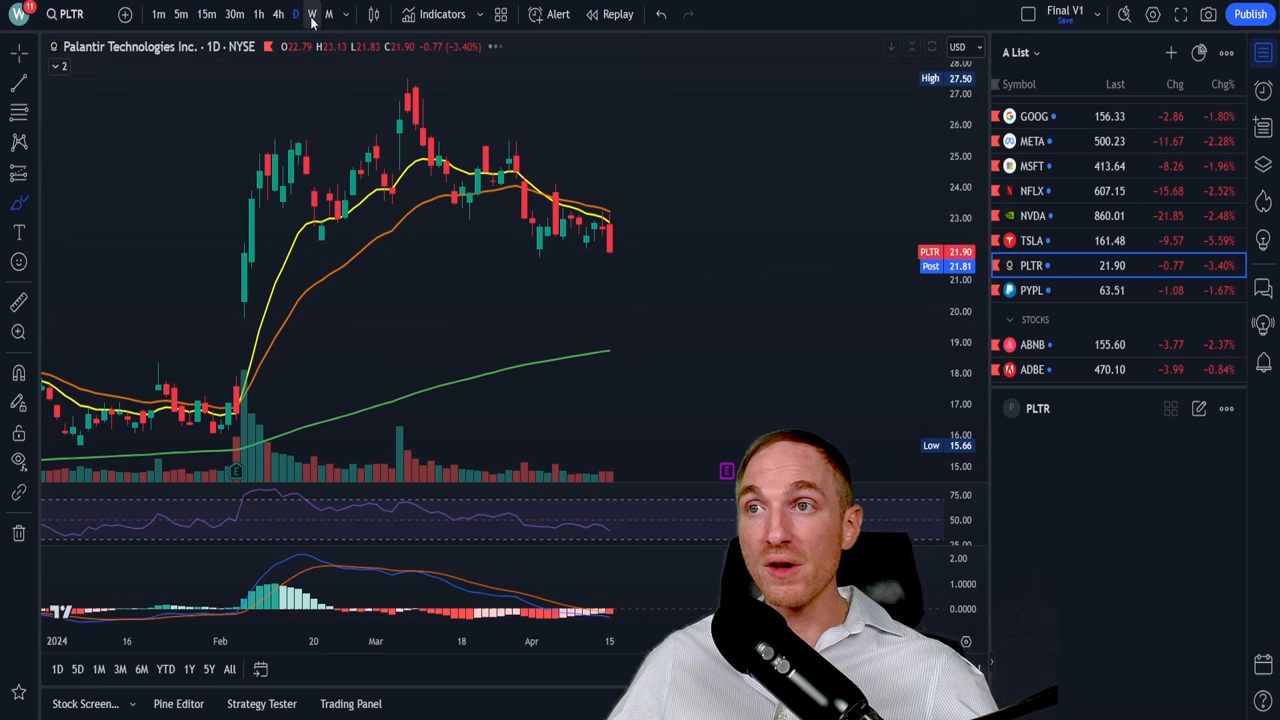 W 11 PLTR 1m 5m 15m 30m 1h 4h D W M Indicators Alert Replay Final V1 Save Publish
Palantir Technologies Inc. · 1D · NYSE O22.79 H23.13 L21.83 C21.90 -0.77 (-3.40%) USD
2
28.00
High 27.50
27.00
26.00
25.00
24.00
23.00
PLTR 21.90
Post 21.81
21.00
20.00
19.00
18.00
17.00
16.00
Low 15.66
15.00
E E
75.00
50.00
25.00
2.00
1.0000
0.0000
2024 16 Feb 20 Mar 18 Apr 15
1D 5D 1M 3M 6M YTD 1Y 5Y All
Stock Screen... Pine Editor Strategy Tester Trading Panel
A List
Symbol Last Chg Chg%
GOOG 156.33 -2.86 -1.80%
META 500.23 -11.67 -2.28%
MSFT 413.64 -8.26 -1.96%
NFLX 607.15 -15.68 -2.52%
NVDA 860.01 -21.85 -2.48%
TSLA 161.48 -9.57 -5.59%
PLTR 21.90 -0.77 -3.40%
PYPL 63.51 -1.08 -1.67%
STOCKS
ABNB 155.60 -3.77 -2.37%
ADBE 470.10 -3.99 -0.84%
P PLTR